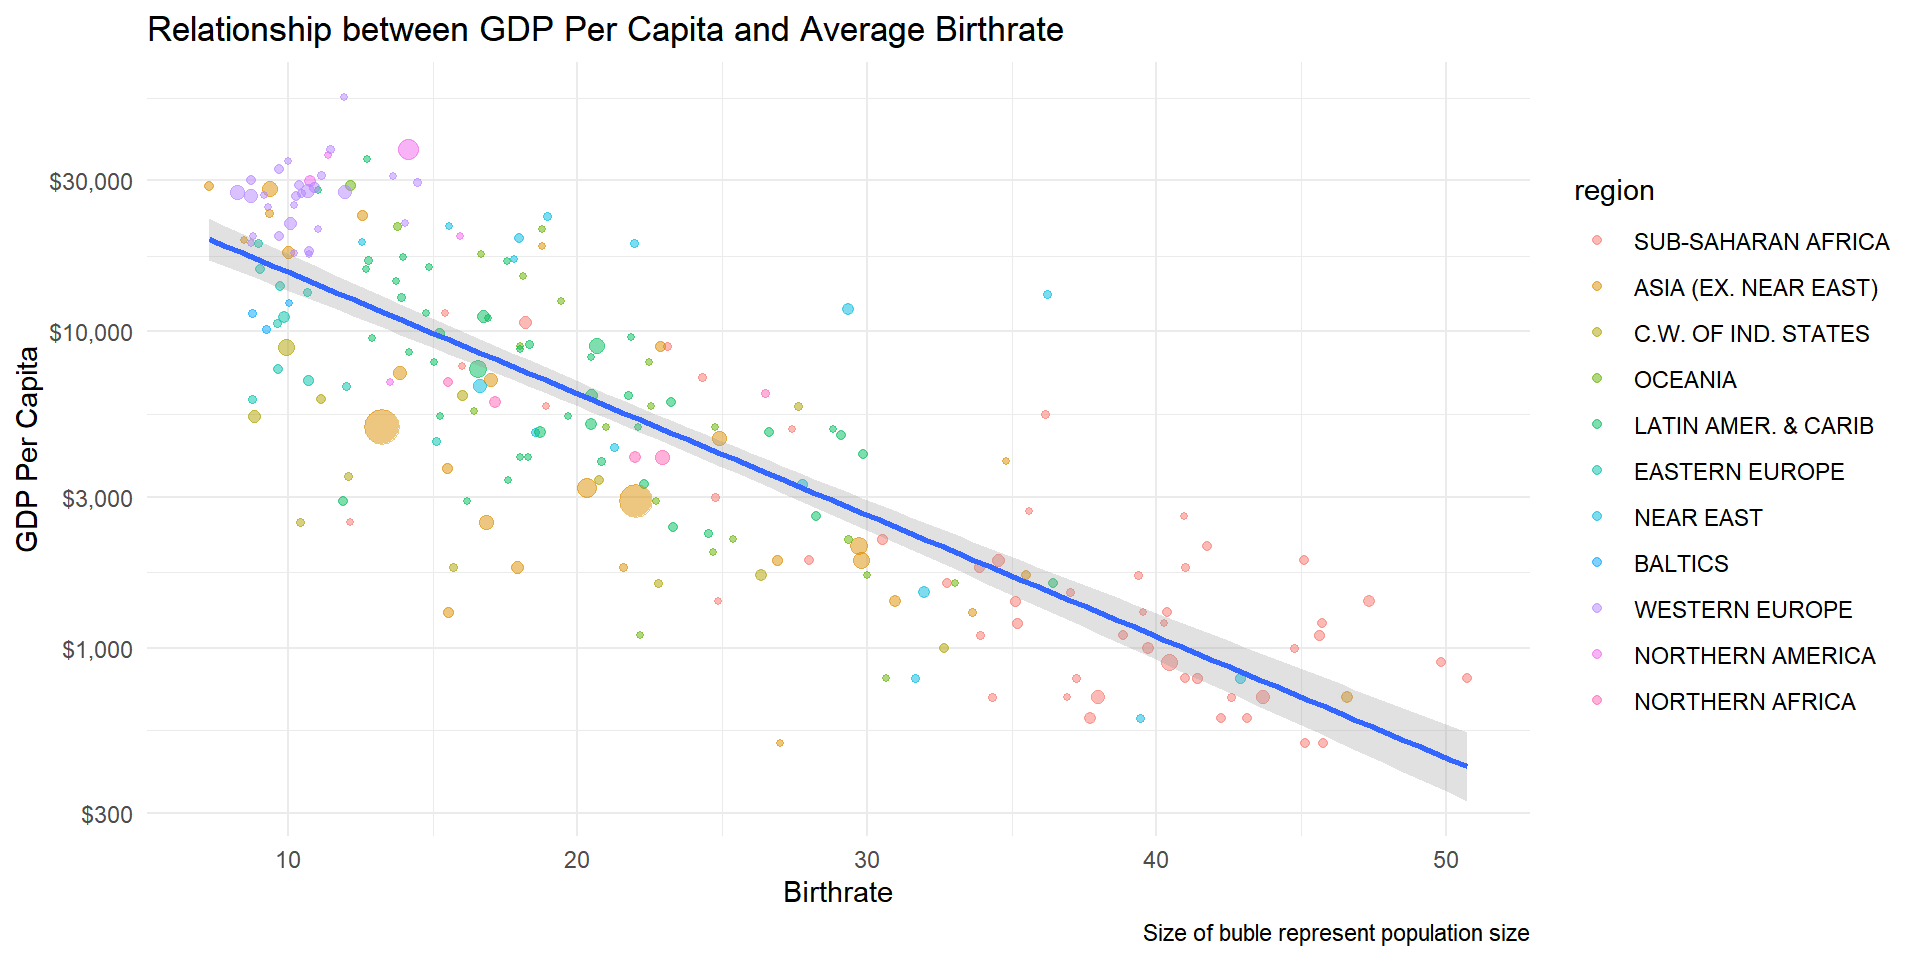 Relationship between GDP Per Capita and Average Birthrate
GDP Per Capita
$30,000
$10,000
$3,000
$1,000
$300
10 20 30 40 50
Birthrate
region
SUB-SAHARAN AFRICA
ASIA (EX. NEAR EAST)
C.W. OF IND. STATES
OCEANIA
LATIN AMER. & CARIB
EASTERN EUROPE
NEAR EAST
BALTICS
WESTERN EUROPE
NORTHERN AMERICA
NORTHERN AFRICA
Size of buble represent population size